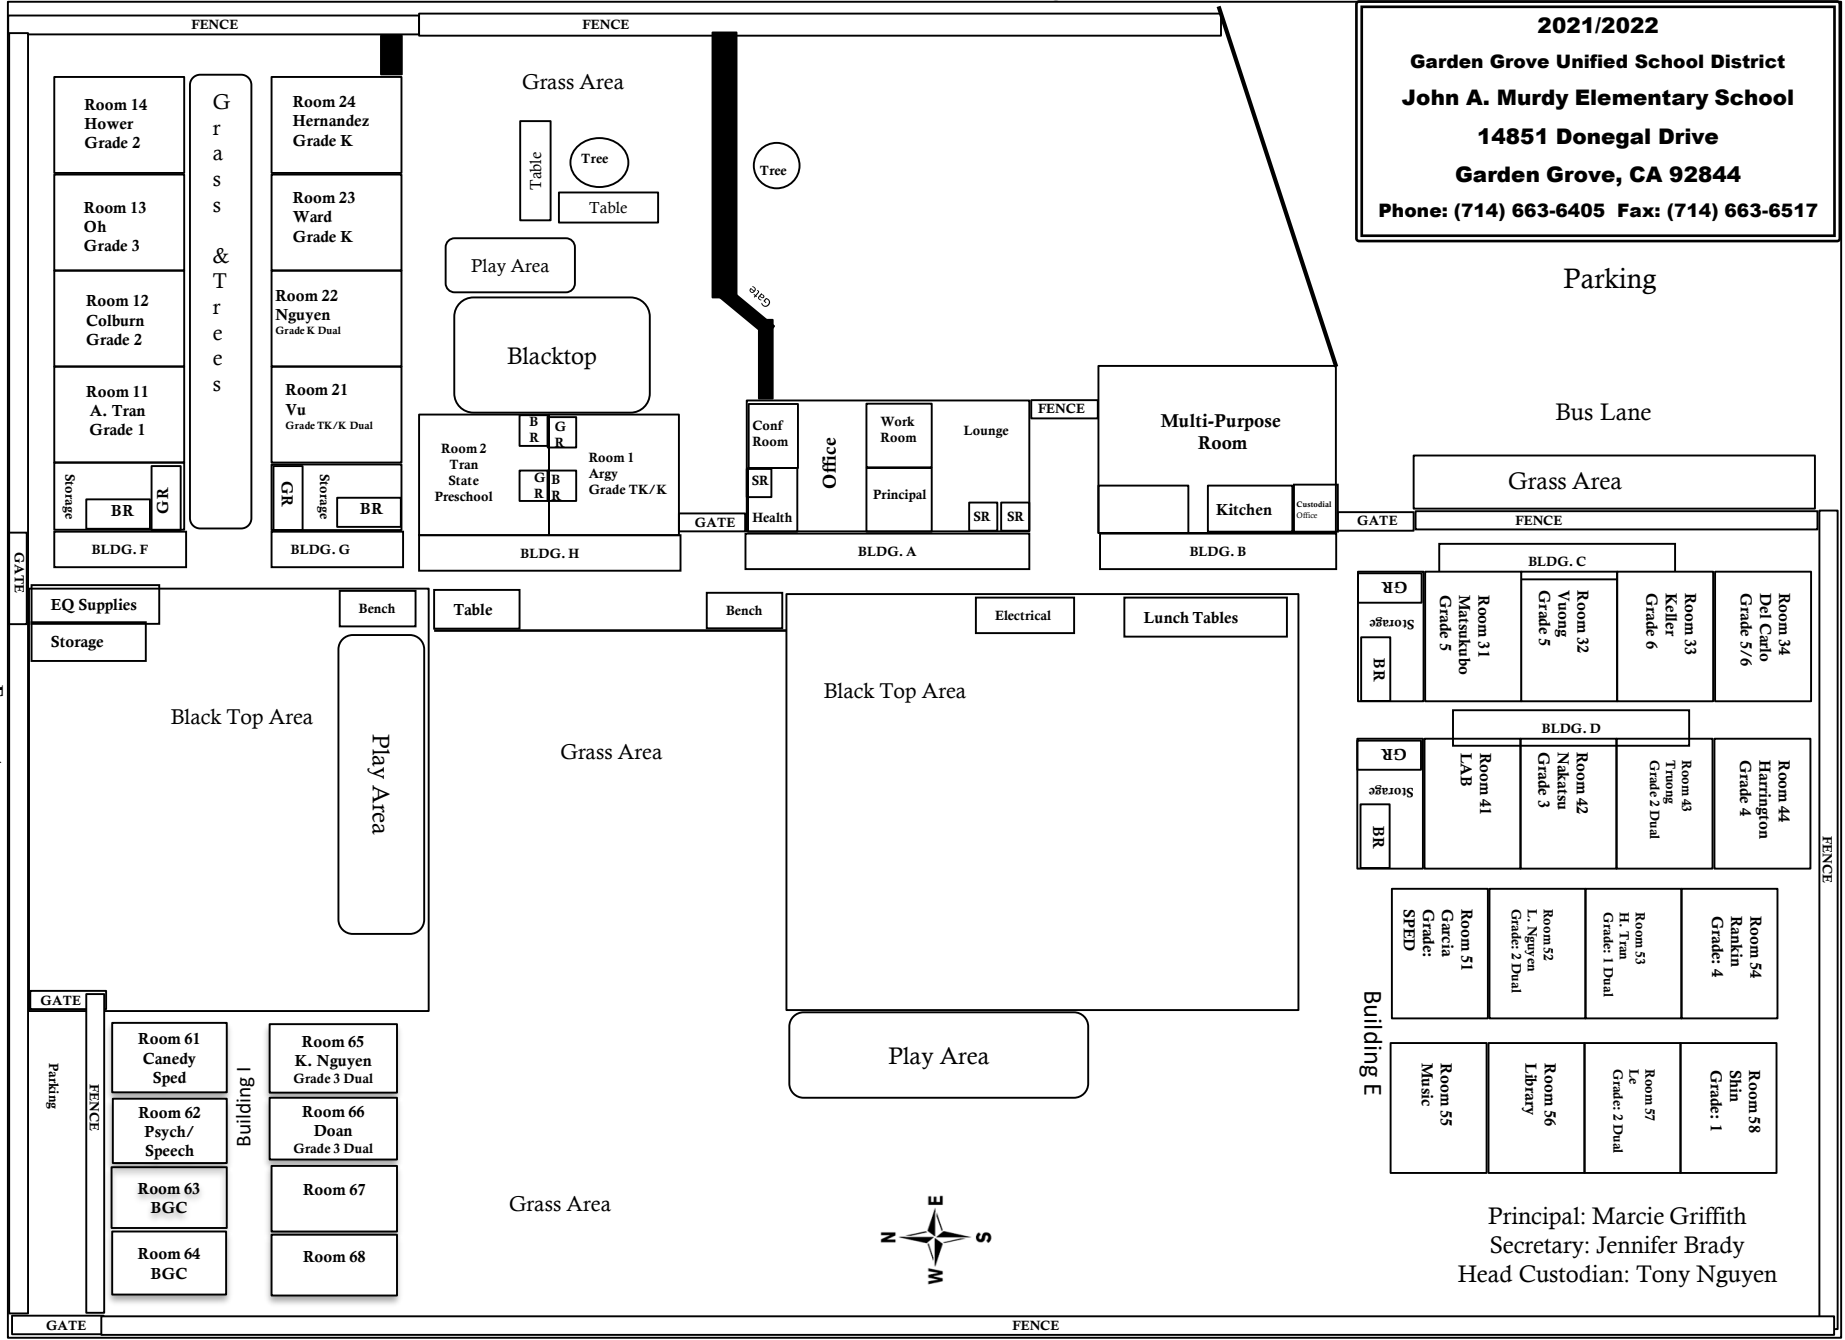 2021/2022
Garden Grove Unified School District
John A. Murdy Elementary School
14851 Donegal Drive
Garden Grove, CA 92844
Phone: (714) 663-6405 Fax: (714) 663-6517
FENCE
FENCE
Room 14
Hower
Grade 2
Room 13
Oh
Grade 3
Room 12
Colburn
Grade 2
Room 11
A. Tran
Grade 1
Storage
BR
GR
BLDG. F
Grass & Trees
Room 24
Hernandez
Grade K
Room 23
Ward
Grade K
Room 22
Nguyen
Grade K Dual
Room 21
Vu
Grade TK/K Dual
GR
Storage
BR
BLDG. G
Grass Area
Table
Tree
Table
Play Area
Blacktop
Tree
Gate
Room 2
Tran
State
Preschool
BR
GR
GR
BR
Room 1
Argy
Grade TK/K
BLDG. H
GATE
Conf
Room
SR
Health
Office
Work
Room
Principal
Lounge
SR
SR
BLDG. A
FENCE
Multi-Purpose
Room
Kitchen
Custodial
Office
BLDG. B
Parking
Bus Lane
Grass Area
GATE
FENCE
GATE
EQ Supplies
Storage
Bench
Table
Bench
Black Top Area
Play Area
Grass Area
Electrical
Lunch Tables
Black Top Area
Play Area
BLDG. C
GR
Storage
BR
Room 31
Matsukubo
Grade 5
Room 32
Vuong
Grade 5
Room 33
Keller
Grade 6
Room 34
Del Carlo
Grade 5/6
BLDG. D
GR
Storage
BR
Room 41
LAB
Room 42
Nakatsu
Grade 3
Room 43
Truong
Grade 2 Dual
Room 44
Harrington
Grade 4
FENCE
Room 51
Garcia
Grade:
SPED
Room 52
L. Nguyen
Grade: 2 Dual
Room 53
H. Tran
Grade: 1 Dual
Room 54
Rankin
Grade: 4
Building E
Room 55
Music
Room 56
Library
Room 57
Le
Grade: 2 Dual
Room 58
Shin
Grade: 1
GATE
Parking
FENCE
Room 61
Canedy
Sped
Room 62
Psych/
Speech
Room 63
BGC
Room 64
BGC
Building I
Room 65
K. Nguyen
Grade 3 Dual
Room 66
Doan
Grade 3 Dual
Room 67
Room 68
Grass Area
E
N
S
W
Principal: Marcie Griffith
Secretary: Jennifer Brady
Head Custodian: Tony Nguyen
GATE
FENCE